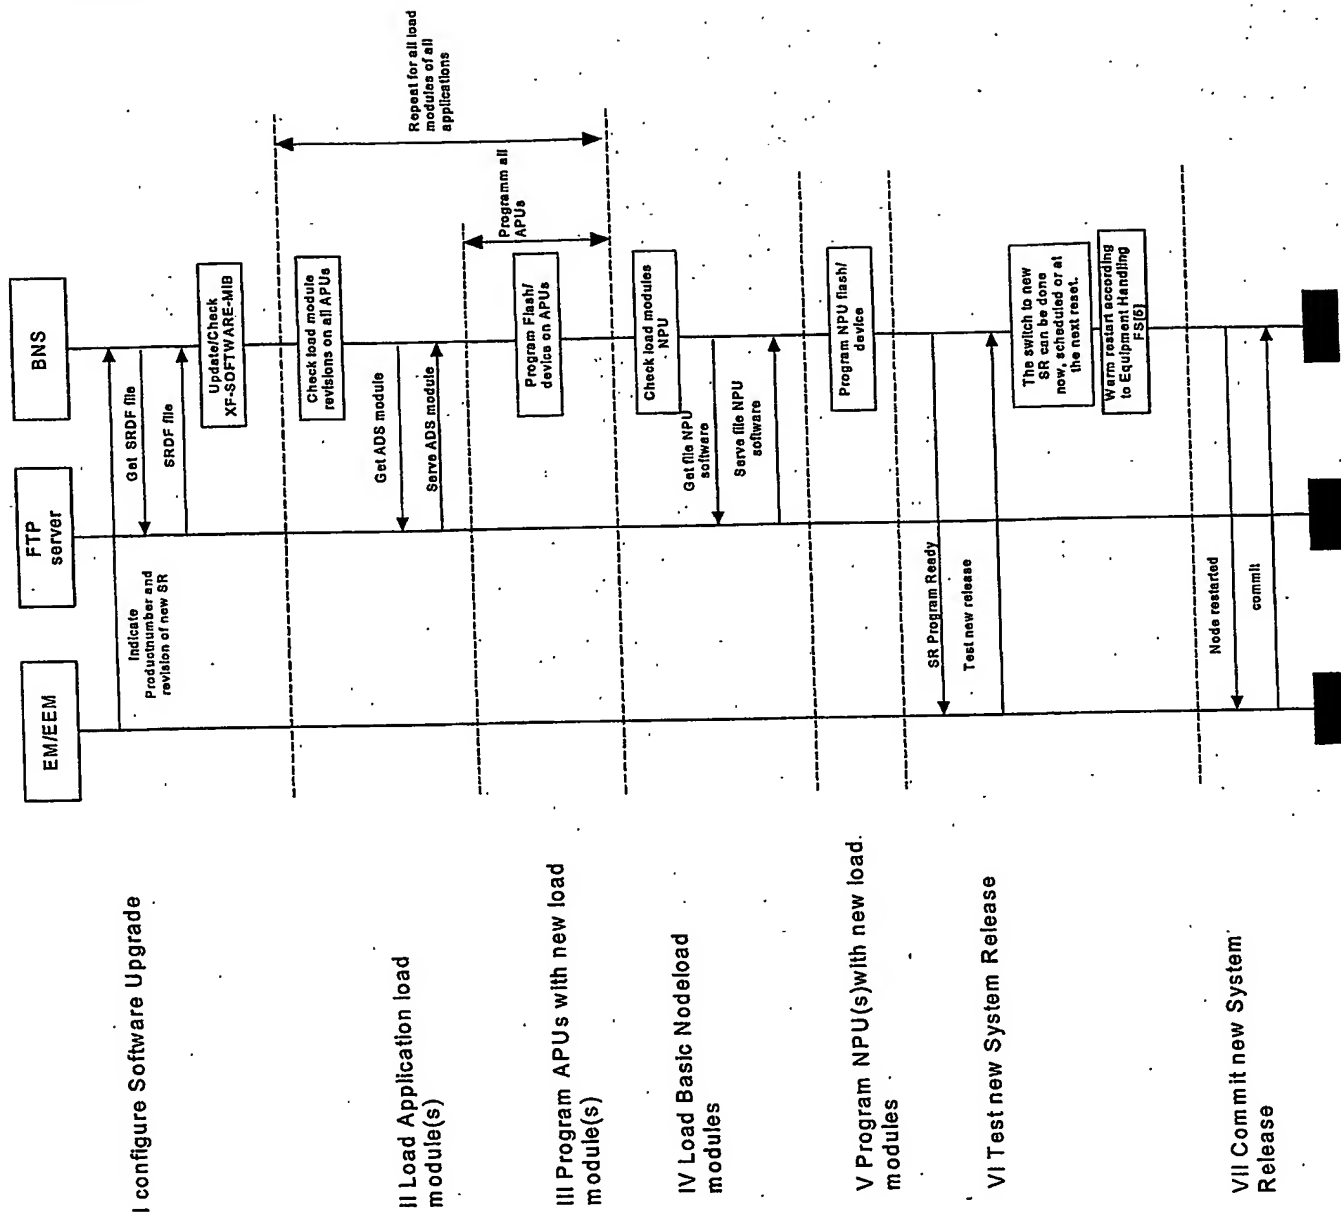 EM/EEM
FTP
server
BNS
I configure Software Upgrade
Indicate
Productnumber and
revision of new SR
Get SRDF file
SRDF file
Update/Check
XF-SOFTWARE-MIB
II Load Application load
module(s)
Check load module
revisions on all APUs
Get ADS module
Serve ADS module
Repeat for all load
modules of all
applications
III Program APUs with new load
module(s)
Program Flash/
device on APUs
Programm all
APUs
IV Load Basic Nodeload
modules
Check load modules
NPU
Get file NPU
software
Serve file NPU
software
V Program NPU(s)with new load.
modules
Program NPU flash/
device
VI Test new System Release
SR Program Ready
Test new release
The switch to new
SR can be done
now, scheduled or at
the next reset.
Warm restart according
to Equipment Handling
FS[5]
VII Commit new System
Release
Node restarted
commit